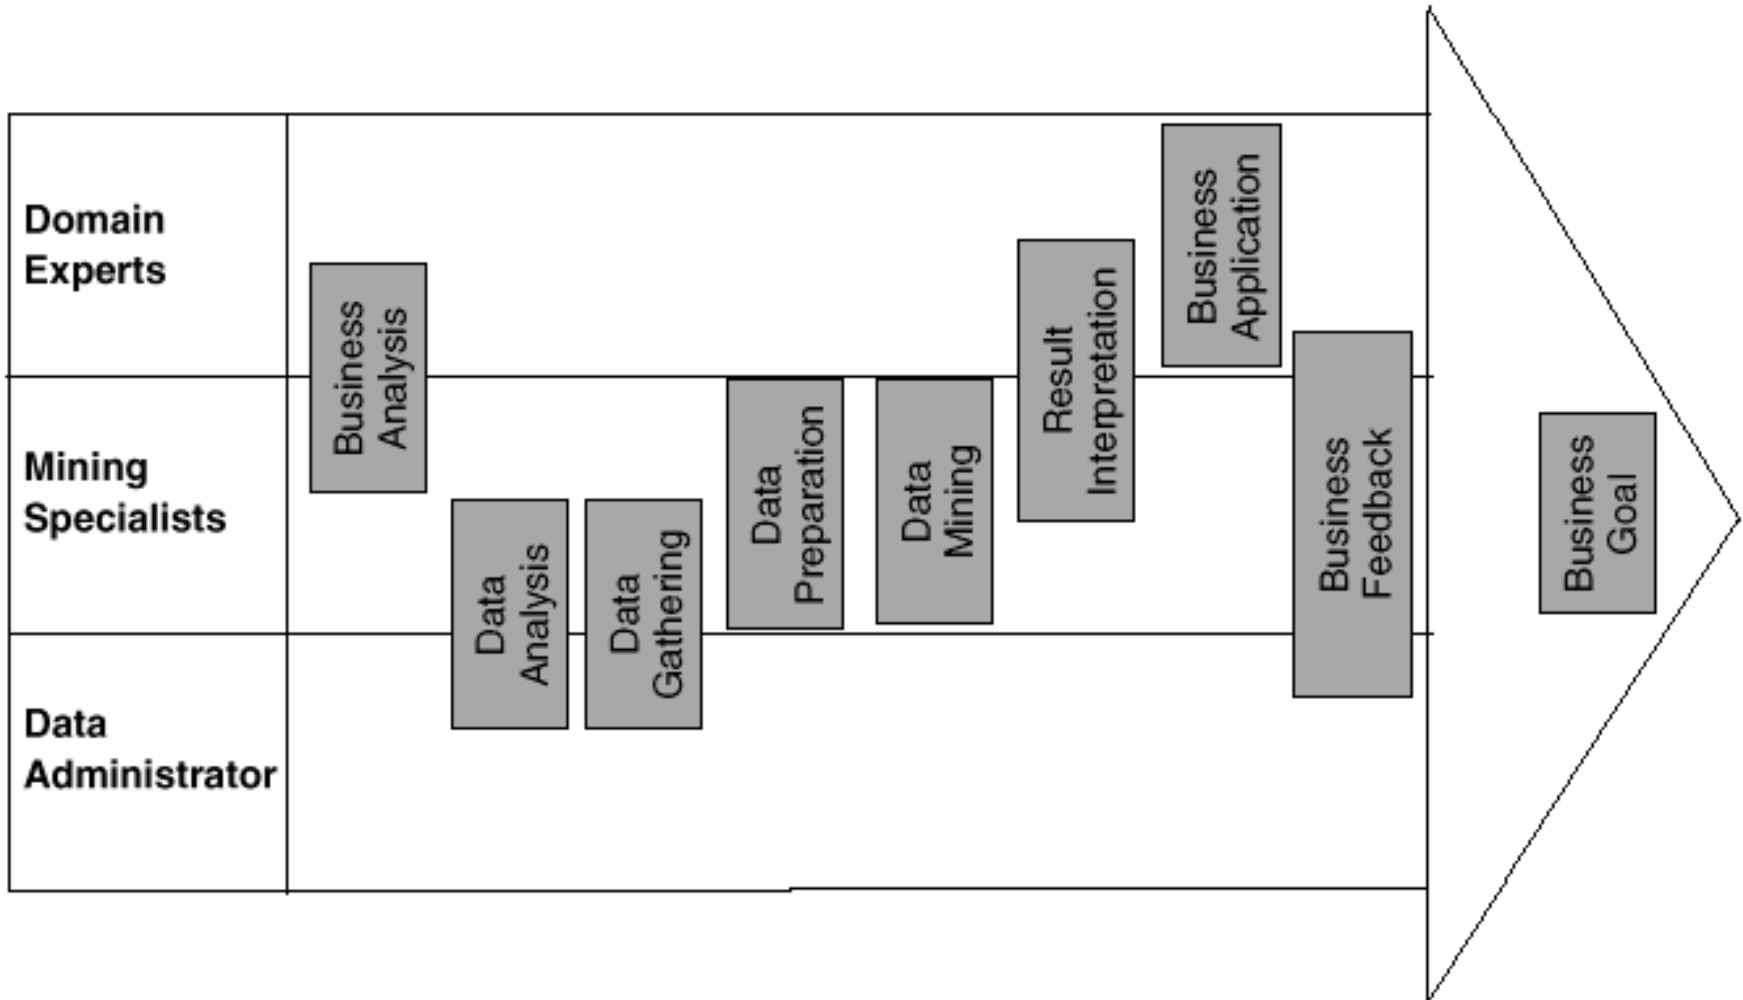 Domain
Experts
Mining
Specialists
Data
Administrator
Business
Analysis
Data
Analysis
Data
Gathering
Data
Preparation
Data
Mining
Result
Interpretation
Business
Application
Business
Feedback
Business
Goal